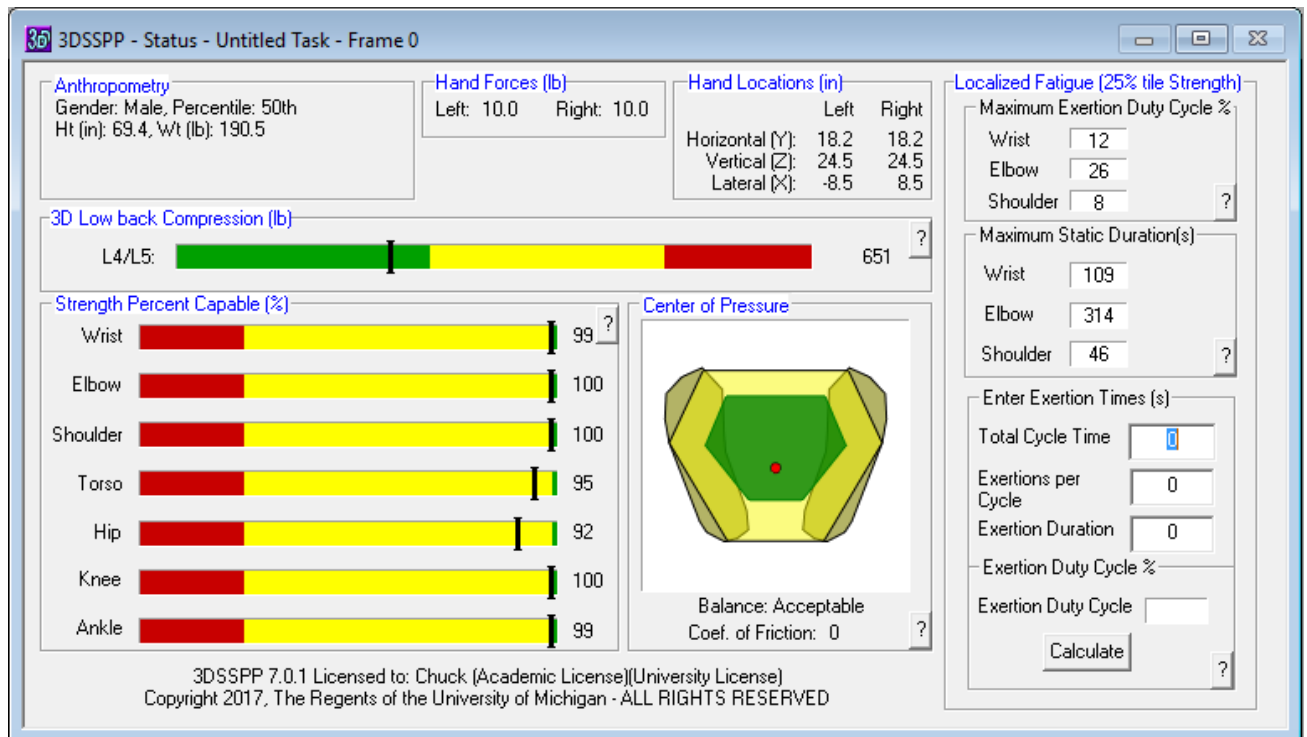 3D 3DSSPP - Status - Untitled Task - Frame 0
Anthropometry
Gender: Male, Percentile: 50th
Ht (in): 69.4, Wt (lb): 190.5
Hand Forces (lb)
Left: 10.0 Right: 10.0
Hand Locations (in)
Left Right
Horizontal (Y): 18.2 18.2
Vertical (Z): 24.5 24.5
Lateral (X): -8.5 8.5
3D Low back Compression (lb)
?
L4/L5: 651
Strength Percent Capable (%)
?
Wrist 99
Elbow 100
Shoulder 100
Torso 95
Hip 92
Knee 100
Ankle 99
Center of Pressure
Balance: Acceptable
Coef. of Friction: 0
?
Localized Fatigue (25% tile Strength)
Maximum Exertion Duty Cycle %
Wrist 12
Elbow 26
Shoulder 8
?
Maximum Static Duration(s)
Wrist 109
Elbow 314
Shoulder 46
?
Enter Exertion Times (s)
Total Cycle Time 0
Exertions per
Cycle 0
Exertion Duration 0
Exertion Duty Cycle %
Exertion Duty Cycle
Calculate
?
3DSSPP 7.0.1 Licensed to: Chuck (Academic License)(University License)
Copyright 2017, The Regents of the University of Michigan - ALL RIGHTS RESERVED